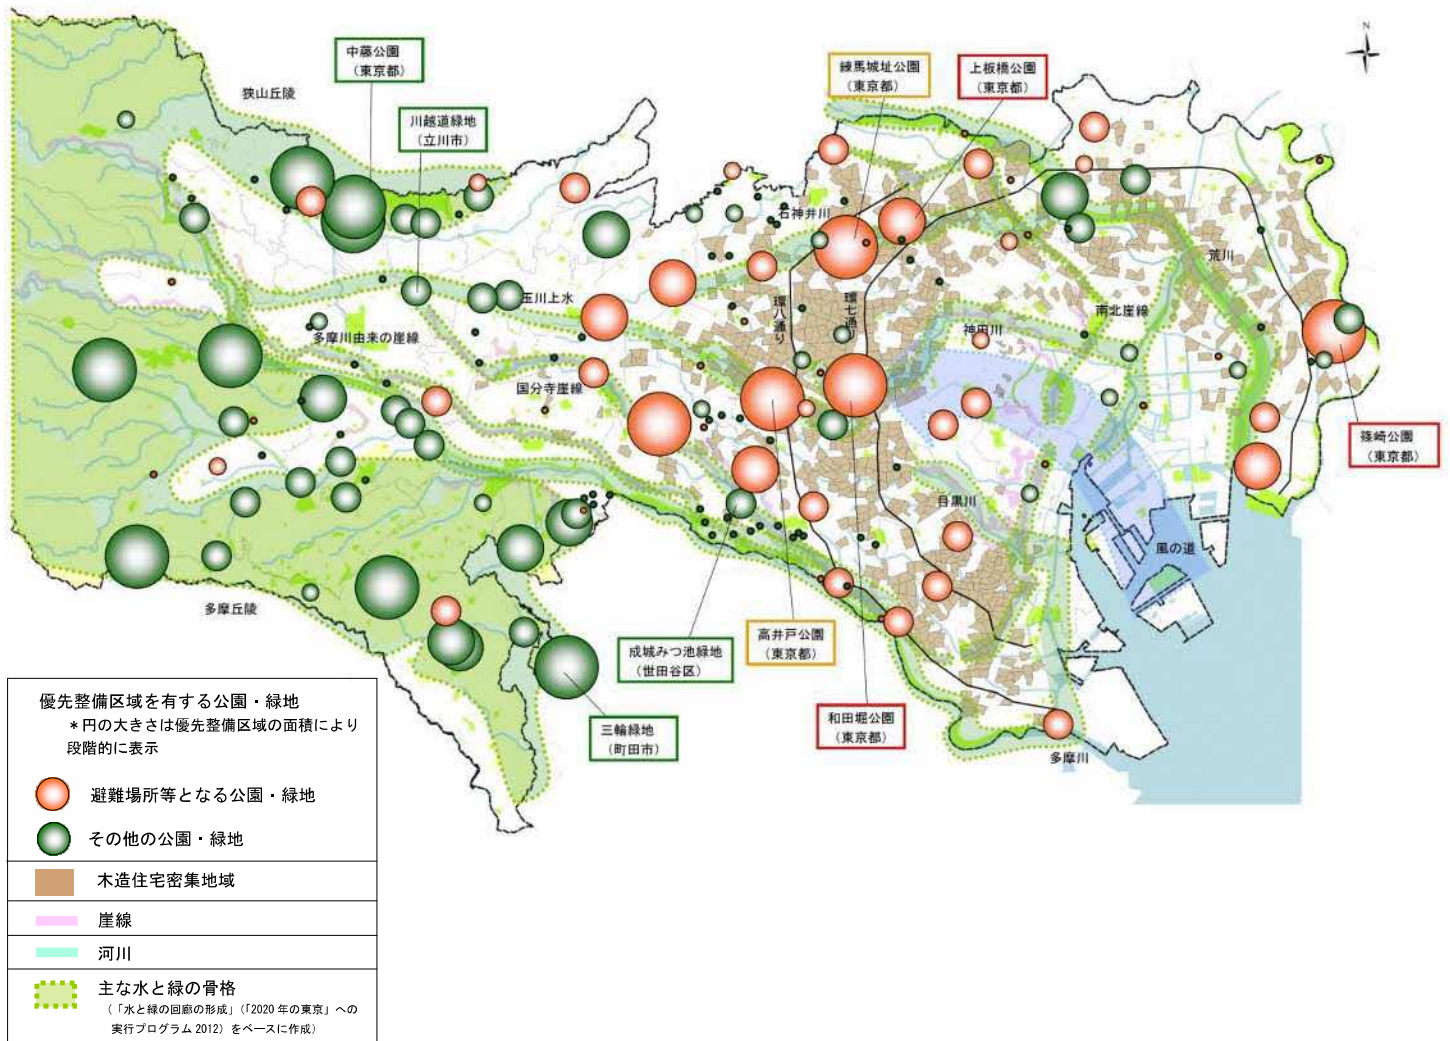 N
中藤公園
（東京都）
狭山丘陵
川越道緑地
（立川市）
練馬城址公園
（東京都）
上板橋公園
（東京都）
石神井川
荒川
玉川上水
環八通り
環七通り
南北崖線
神田川
多摩川由来の崖線
国分寺崖線
篠崎公園
（東京都）
目黒川
風の道
多摩丘陵
成城みつ池緑地
（世田谷区）
高井戸公園
（東京都）
和田堀公園
（東京都）
三輪緑地
（町田市）
多摩川
優先整備区域を有する公園・緑地
＊円の大きさは優先整備区域の面積により
段階的に表示
避難場所等となる公園・緑地
その他の公園・緑地
木造住宅密集地域
崖線
河川
主な水と緑の骨格
（「水と緑の回廊の形成」（「2020 年の東京」への
実行プログラム 2012）をベースに作成）